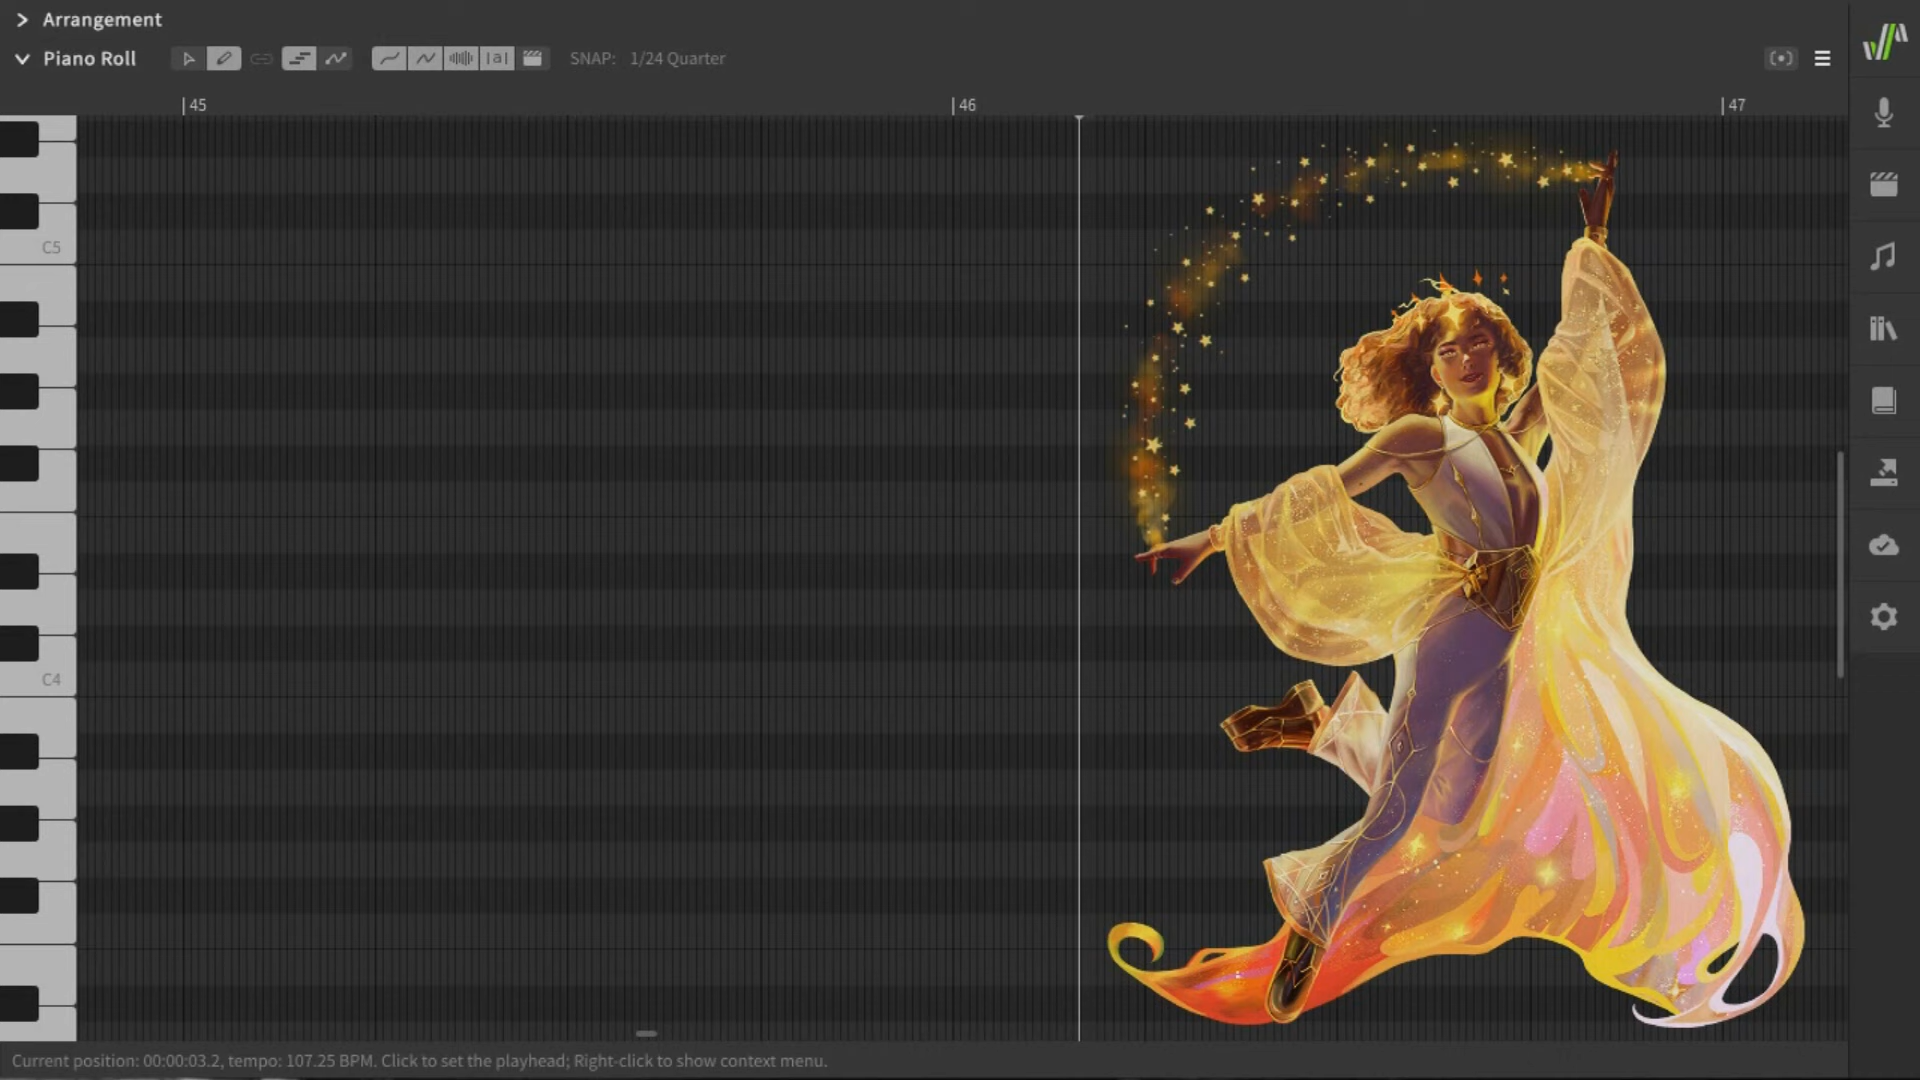 Arrangement
Piano Roll
SNAP: 1/24 Quarter
45 46 47
C5
C4
Current position: 00:00:03.2, tempo: 107.25 BPM. Click to set the playhead; Right-click to show context menu.